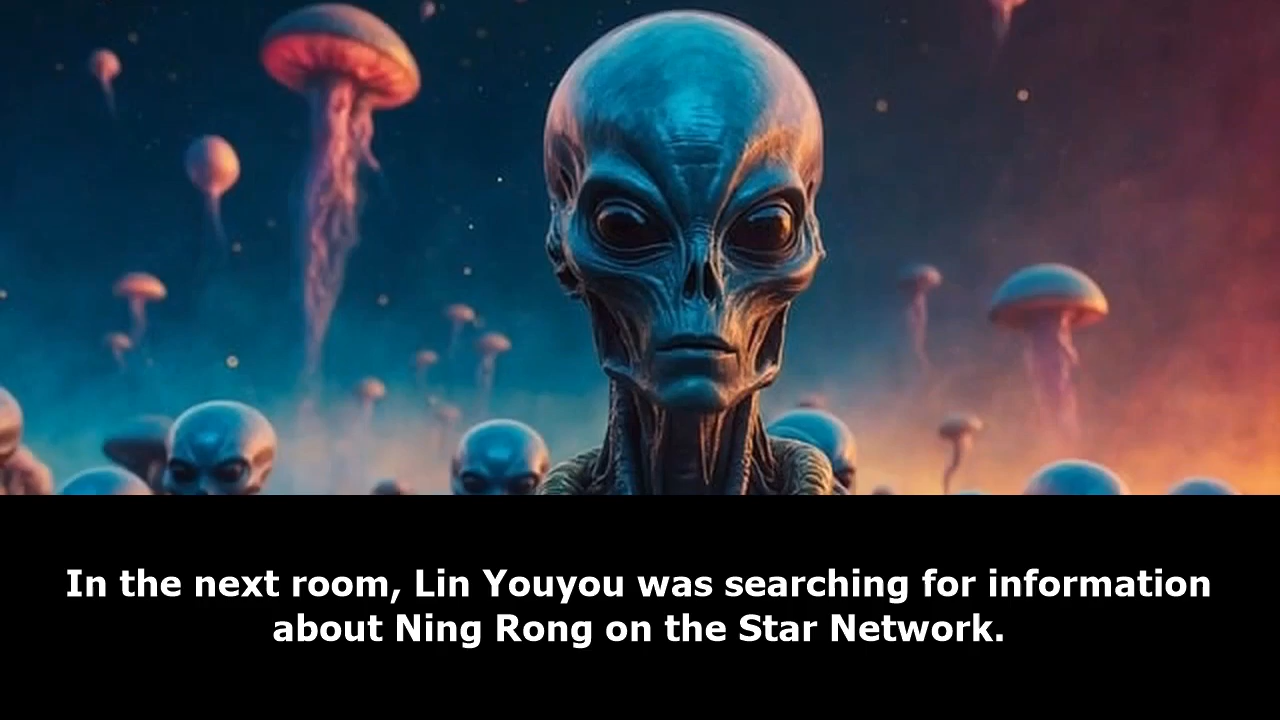 In the next room, Lin Youyou was searching for information
about Ning Rong on the Star Network.